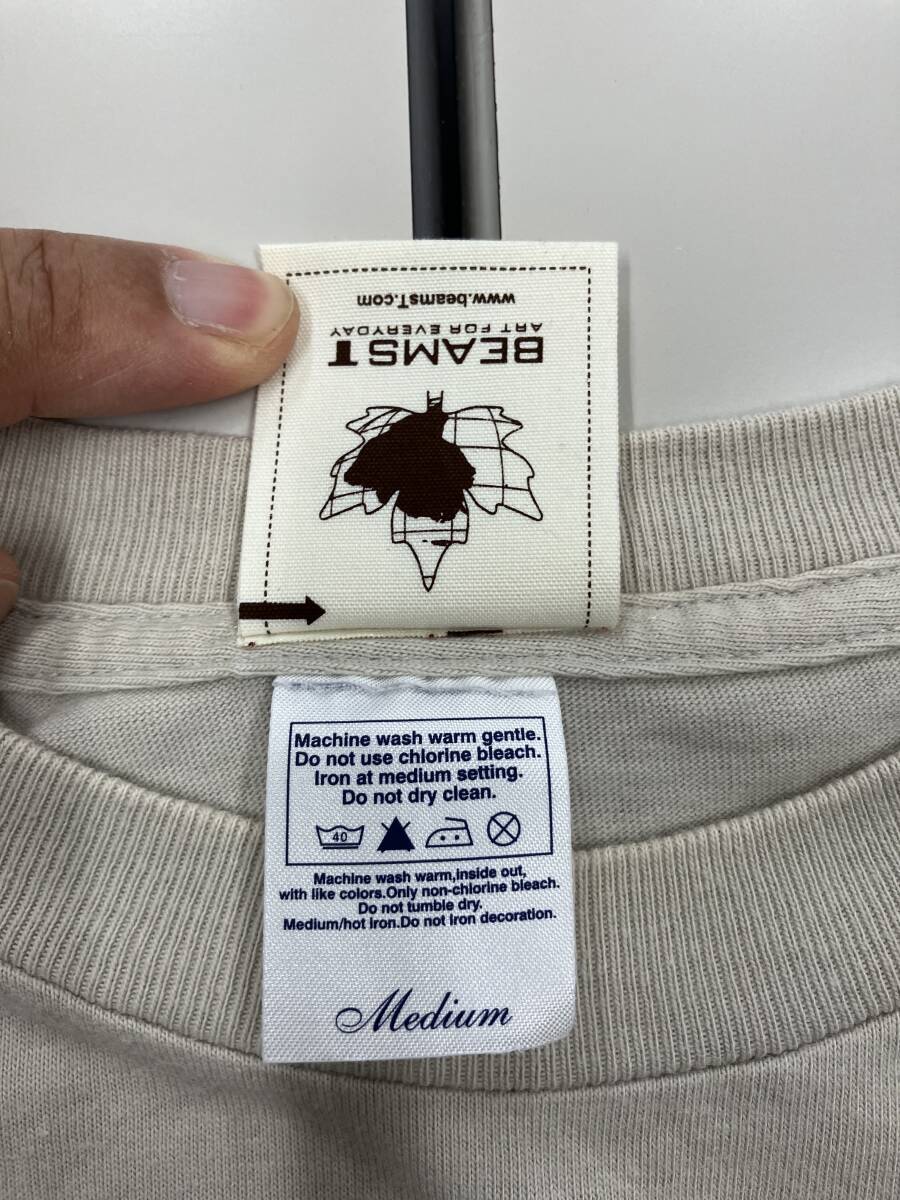 www.beamsT.com
ART FOR EVERYDAY
BEAMST
Machine wash warm gentle.
Do not use chlorine bleach.
Iron at medium setting.
Do not dry clean.
40
Machine wash warm,inside out,
with like colors.Only non-chlorine bleach.
Do not tumble dry.
Medium/hot Iron.Do not Iron decoration.
Medium